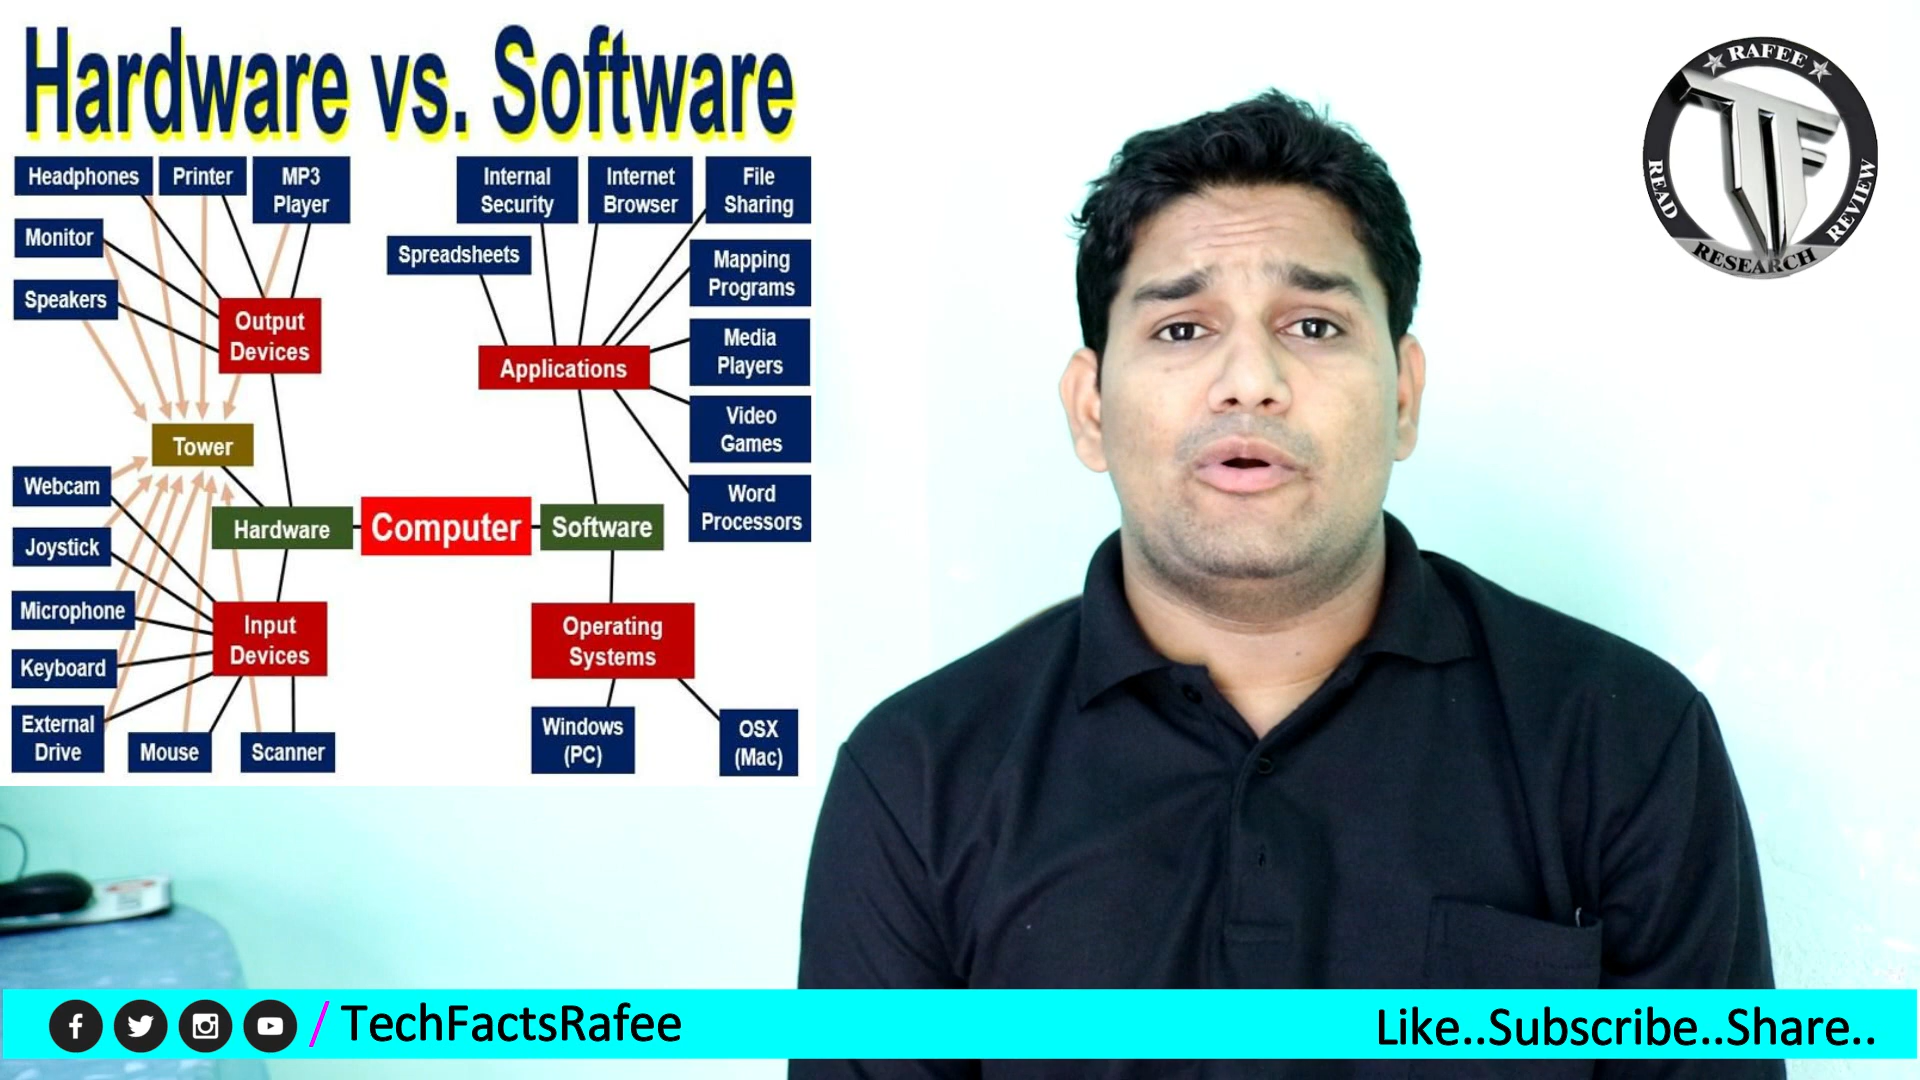 Hardware vs. Software
Headphones
Printer
MP3
Player
Monitor
Speakers
Output
Devices
Tower
Webcam
Joystick
Microphone
Keyboard
External
Drive
Mouse
Scanner
Input
Devices
Hardware
Computer
Software
Spreadsheets
Internal
Security
Internet
Browser
File
Sharing
Mapping
Programs
Media
Players
Video
Games
Word
Processors
Applications
Operating
Systems
Windows
(PC)
OSX
(Mac)
RAFEE
TF
READ
RESEARCH
REVIEW
/ TechFactsRafee
Like..Subscribe..Share..